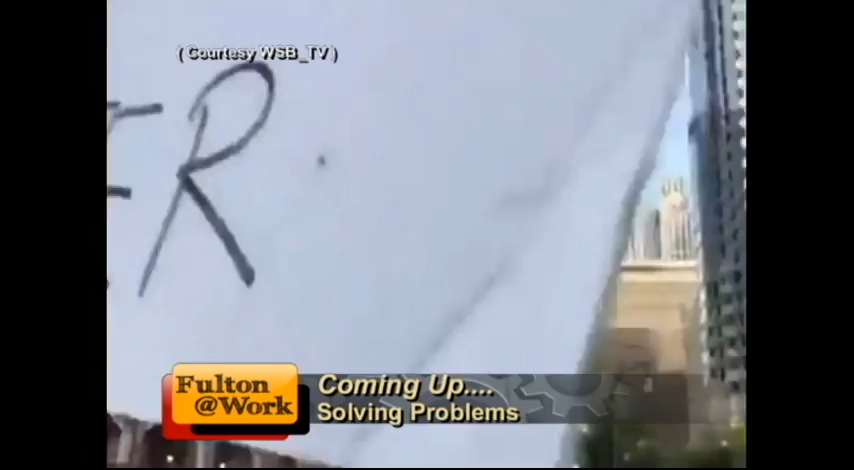 (Courtesy WSB_TV)
R
Fulton
@Work
Coming Up....
Solving Problems